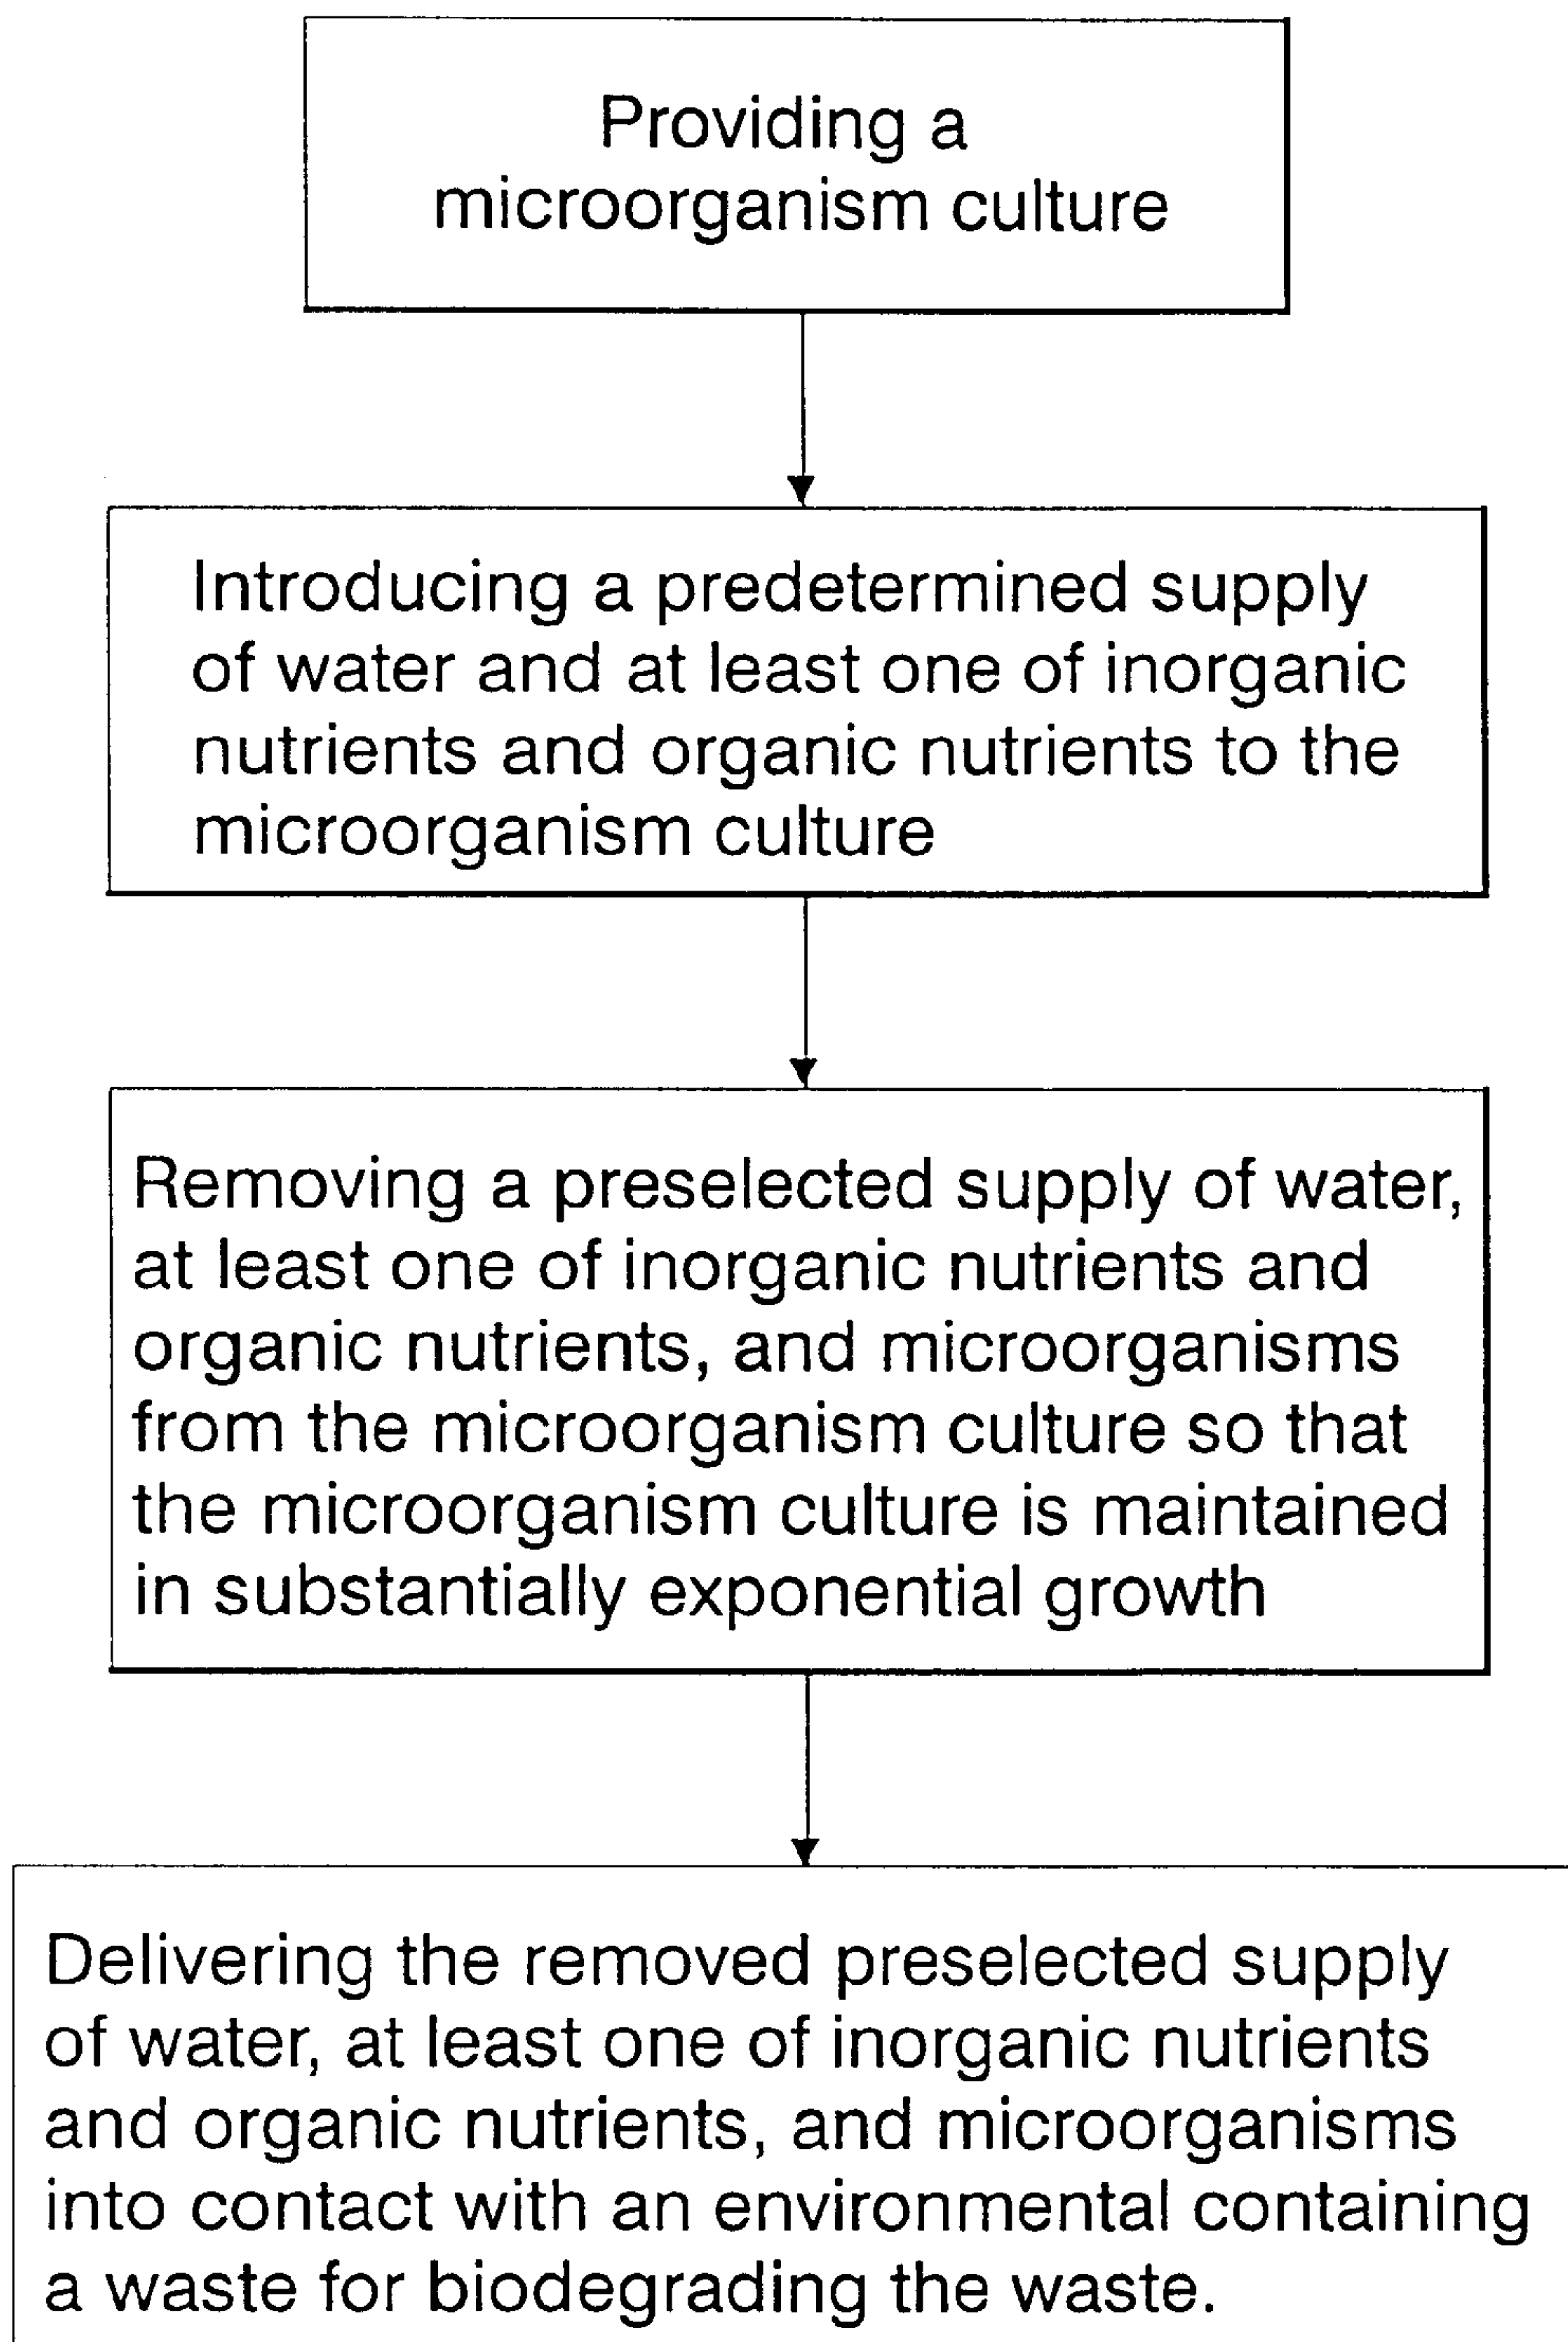 Providing a
microorganism culture
Introducing a predetermined supply
of water and at least one of inorganic
nutrients and organic nutrients to the
microorganism culture
Removing a preselected supply of water,
at least one of inorganic nutrients and
organic nutrients, and microorganisms
from the microorganism culture so that
the microorganism culture is maintained
in substantially exponential growth
Delivering the removed preselected supply
of water, at least one of inorganic nutrients
and organic nutrients, and microorganisms
into contact with an environmental containing
a waste for biodegrading the waste.